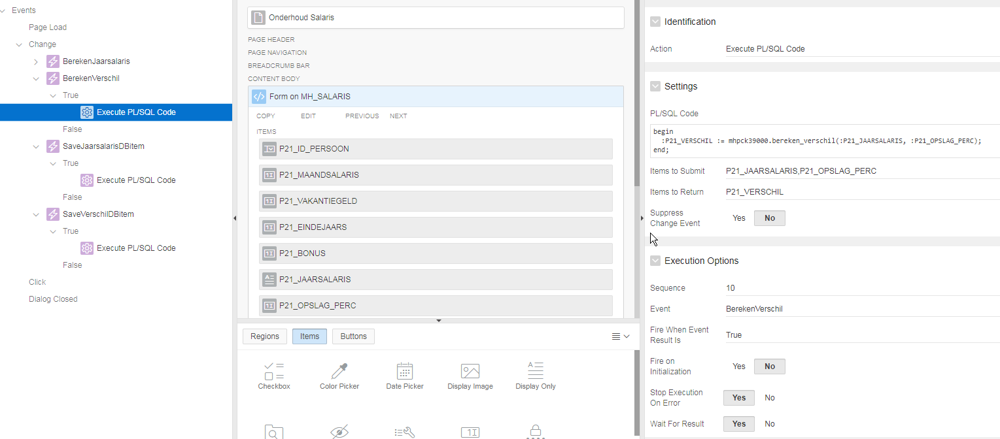 Events
Page Load
Change
BerekenJaarsalaris
BerekenVerschil
True
Execute PL/SQL Code
False
SaveJaarsalarisDBitem
True
Execute PL/SQL Code
False
SaveVerschilDBitem
True
Execute PL/SQL Code
False
Click
Dialog Closed
Onderhoud Salaris
PAGE HEADER
PAGE NAVIGATION
BREADCRUMB BAR
CONTENT BODY
</> Form on MH_SALARIS
COPY EDIT PREVIOUS NEXT
ITEMS
P21_ID_PERSOON
P21_MAANDSALARIS
P21_VAKANTIEGELD
P21_EINDEJAARS
P21_BONUS
P21_JAARSALARIS
P21_OPSLAG_PERC
Regions Items Buttons
Checkbox Color Picker Date Picker Display Image Display Only
Identification
Action Execute PL/SQL Code
Settings
PL/SQL Code
begin
:P21_VERSCHIL := mhpck39000.bereken_verschil(:P21_JAARSALARIS, :P21_OPSLAG_PERC);
end;
Items to Submit P21_JAARSALARIS,P21_OPSLAG_PERC
Items to Return P21_VERSCHIL
Suppress
Change Event Yes No
Execution Options
Sequence 10
Event BerekenVerschil
Fire When Event
Result Is True
Fire on
Initialization Yes No
Stop Execution
On Error Yes No
Wait For Result Yes No